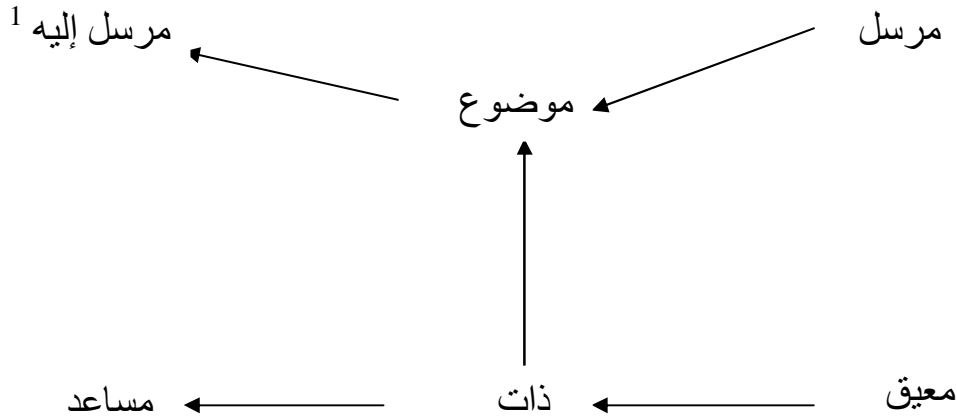 مرسل مرسل إليه 1
موضوع
معيق ذات مساعد